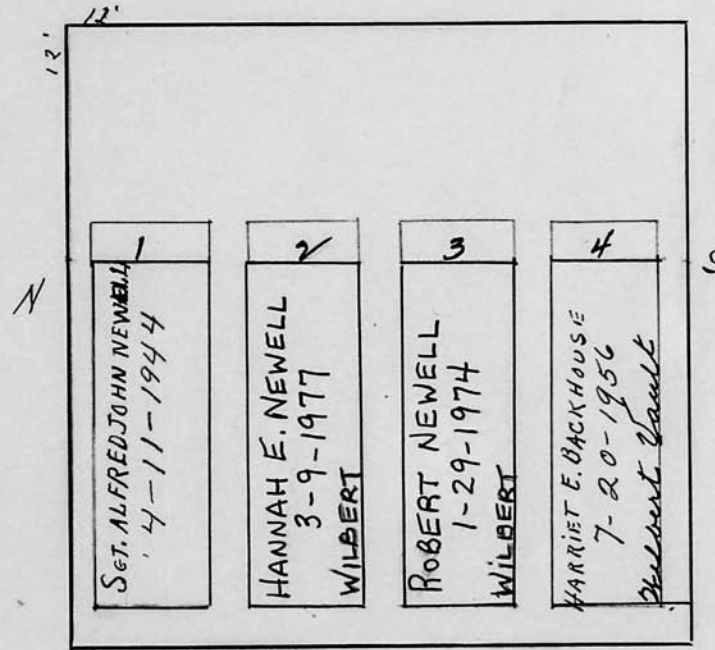 12'
12'
N
S
1
SGT. ALFRED JOHN NEWELL
4-11-1944
2
HANNAH E. NEWELL
3-9-1977
WILBERT
3
ROBERT NEWELL
1-29-1974
WILBERT
4
HARRIET E. BACKHOUSE
7-20-1956
Wilbert Vault